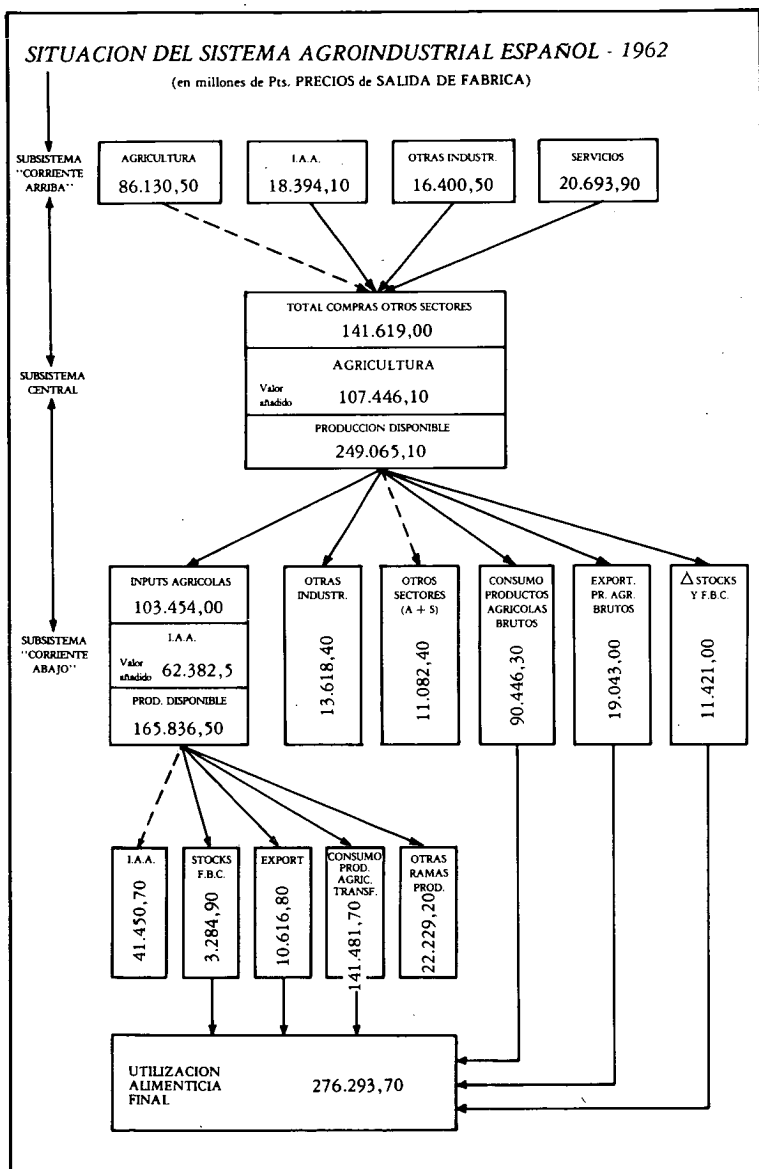 SITUACION DEL SISTEMA AGROINDUSTRIAL ESPAÑOL - 1962
(en millones de Pts. PRECIOS de SALIDA DE FABRICA)
SUBSISTEMA
"CORRIENTE
ARRIBA"
AGRICULTURA
86.130,50
I.A.A.
18.394,10
OTRAS INDUSTR.
16.400,50
SERVICIOS
20.693,90
TOTAL COMPRAS OTROS SECTORES
141.619,00
SUBSISTEMA
CENTRAL
AGRICULTURA
Valor
añadido
107.446,10
PRODUCCION DISPONIBLE
249.065,10
SUBSISTEMA
"CORRIENTE
ABAJO"
INPUTS AGRICOLAS
103.454,00
I.A.A.
Valor
añadido
62.382,5
PROD. DISPONIBLE
165.836,50
OTRAS
INDUSTR.
13.618,40
OTROS
SECTORES
(A + S)
11.082,40
CONSUMO
PRODUCTOS
AGRICOLAS
BRUTOS
90.446,30
EXPORT.
PR. AGR.
BRUTOS
19.043,00
Δ STOCKS
Y F.B.C.
11.421,00
I.A.A.
41.450,70
STOCKS
F.B.C.
3.284,90
EXPORT
10.616,80
CONSUMO
PROD.
AGRIC.
TRANSF.
141.481,70
OTRAS
RAMAS
PROD.
22.229,20
UTILIZACION
ALIMENTICIA
FINAL
276.293,70